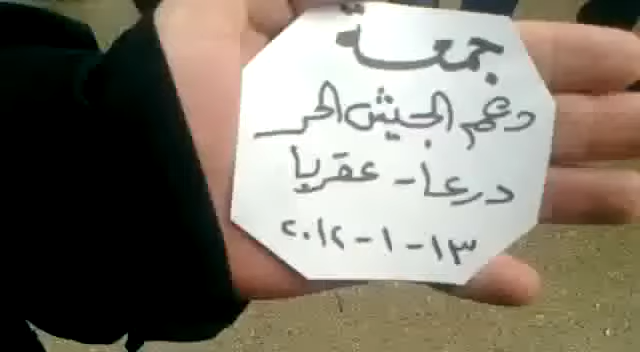 جمعة
دعم الجيش الحر
درعا - عقربا
١٣-١-٢٠١٢